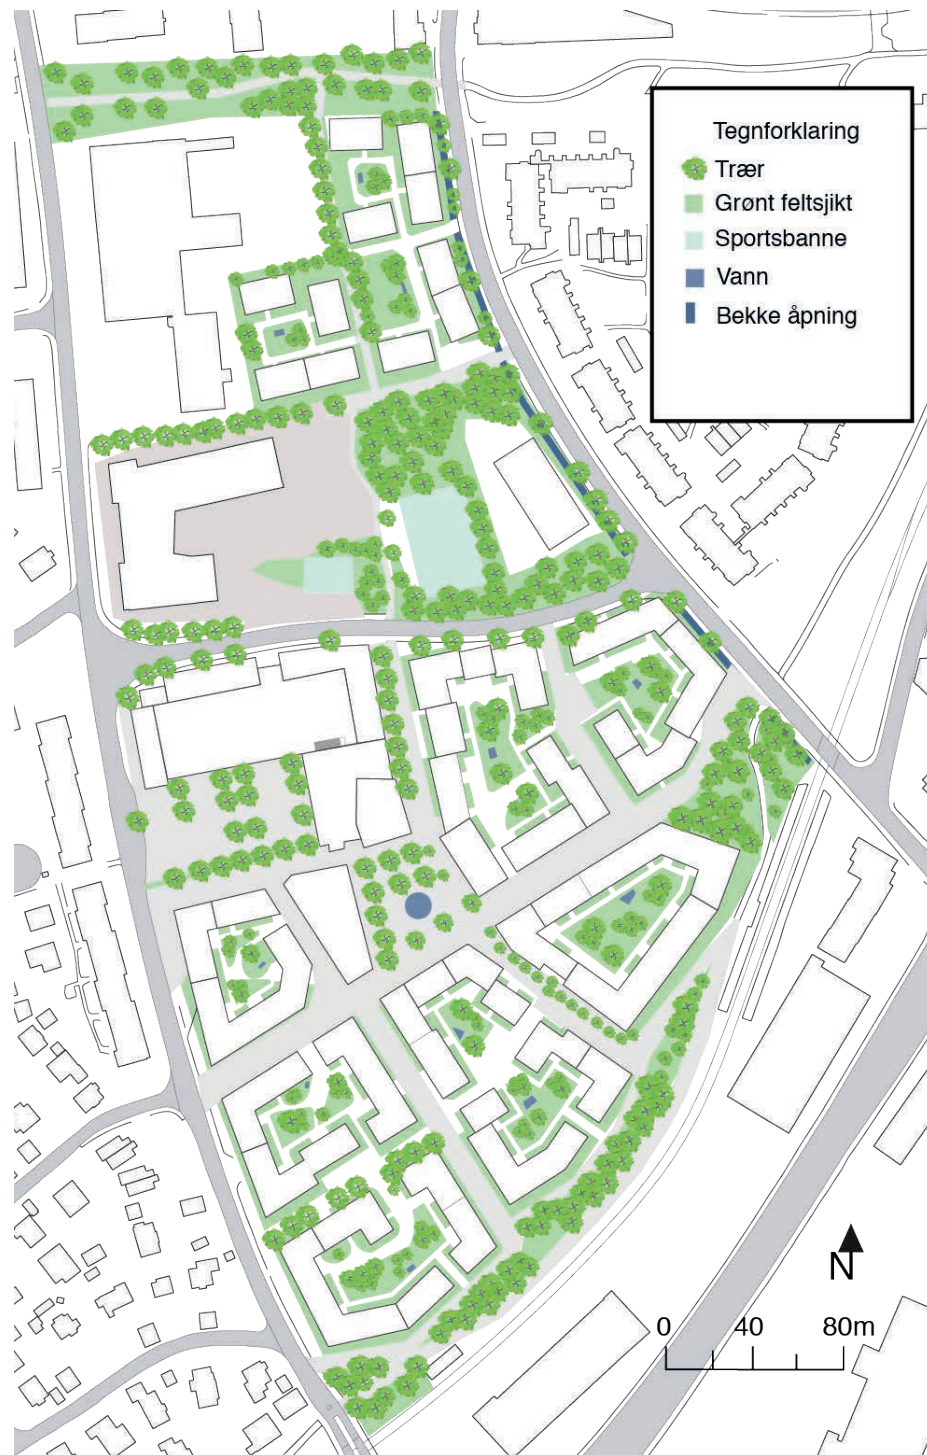 Tegnforklaring
Trær
Grønt feltsjikt
Sportsbanne
Vann
Bekke åpning
N
0 40 80m